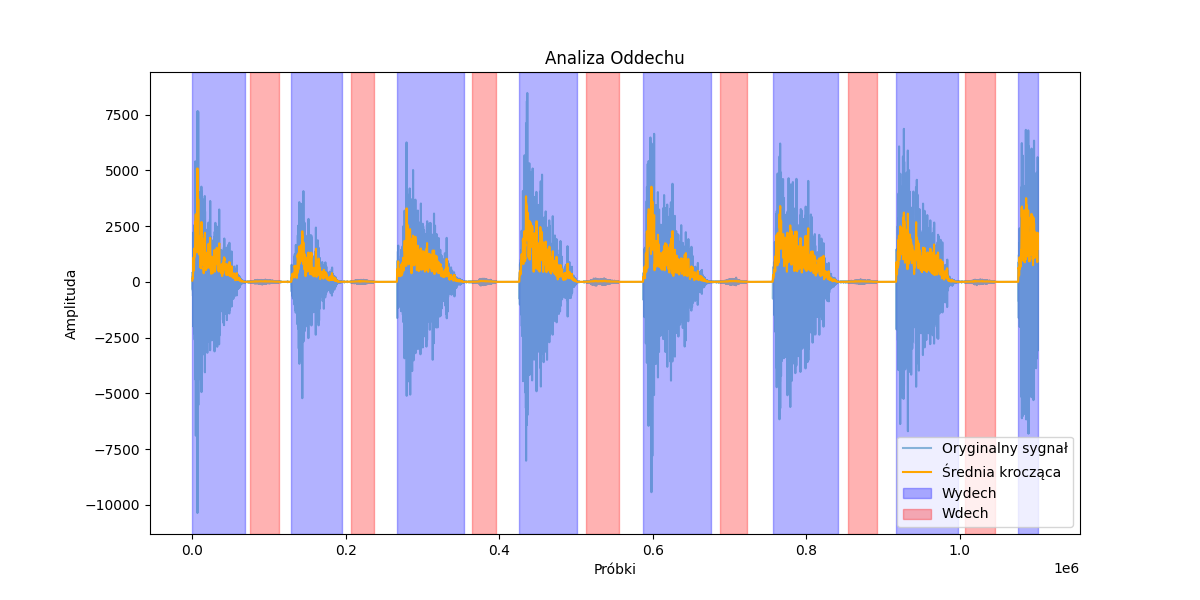 Analiza Oddechu
Amplituda
7500
5000
2500
0
−2500
−5000
−7500
−10000
Oryginalny sygnał
Średnia krocząca
Wydech
Wdech
0.0 0.2 0.4 0.6 0.8 1.0
1e6
Próbki